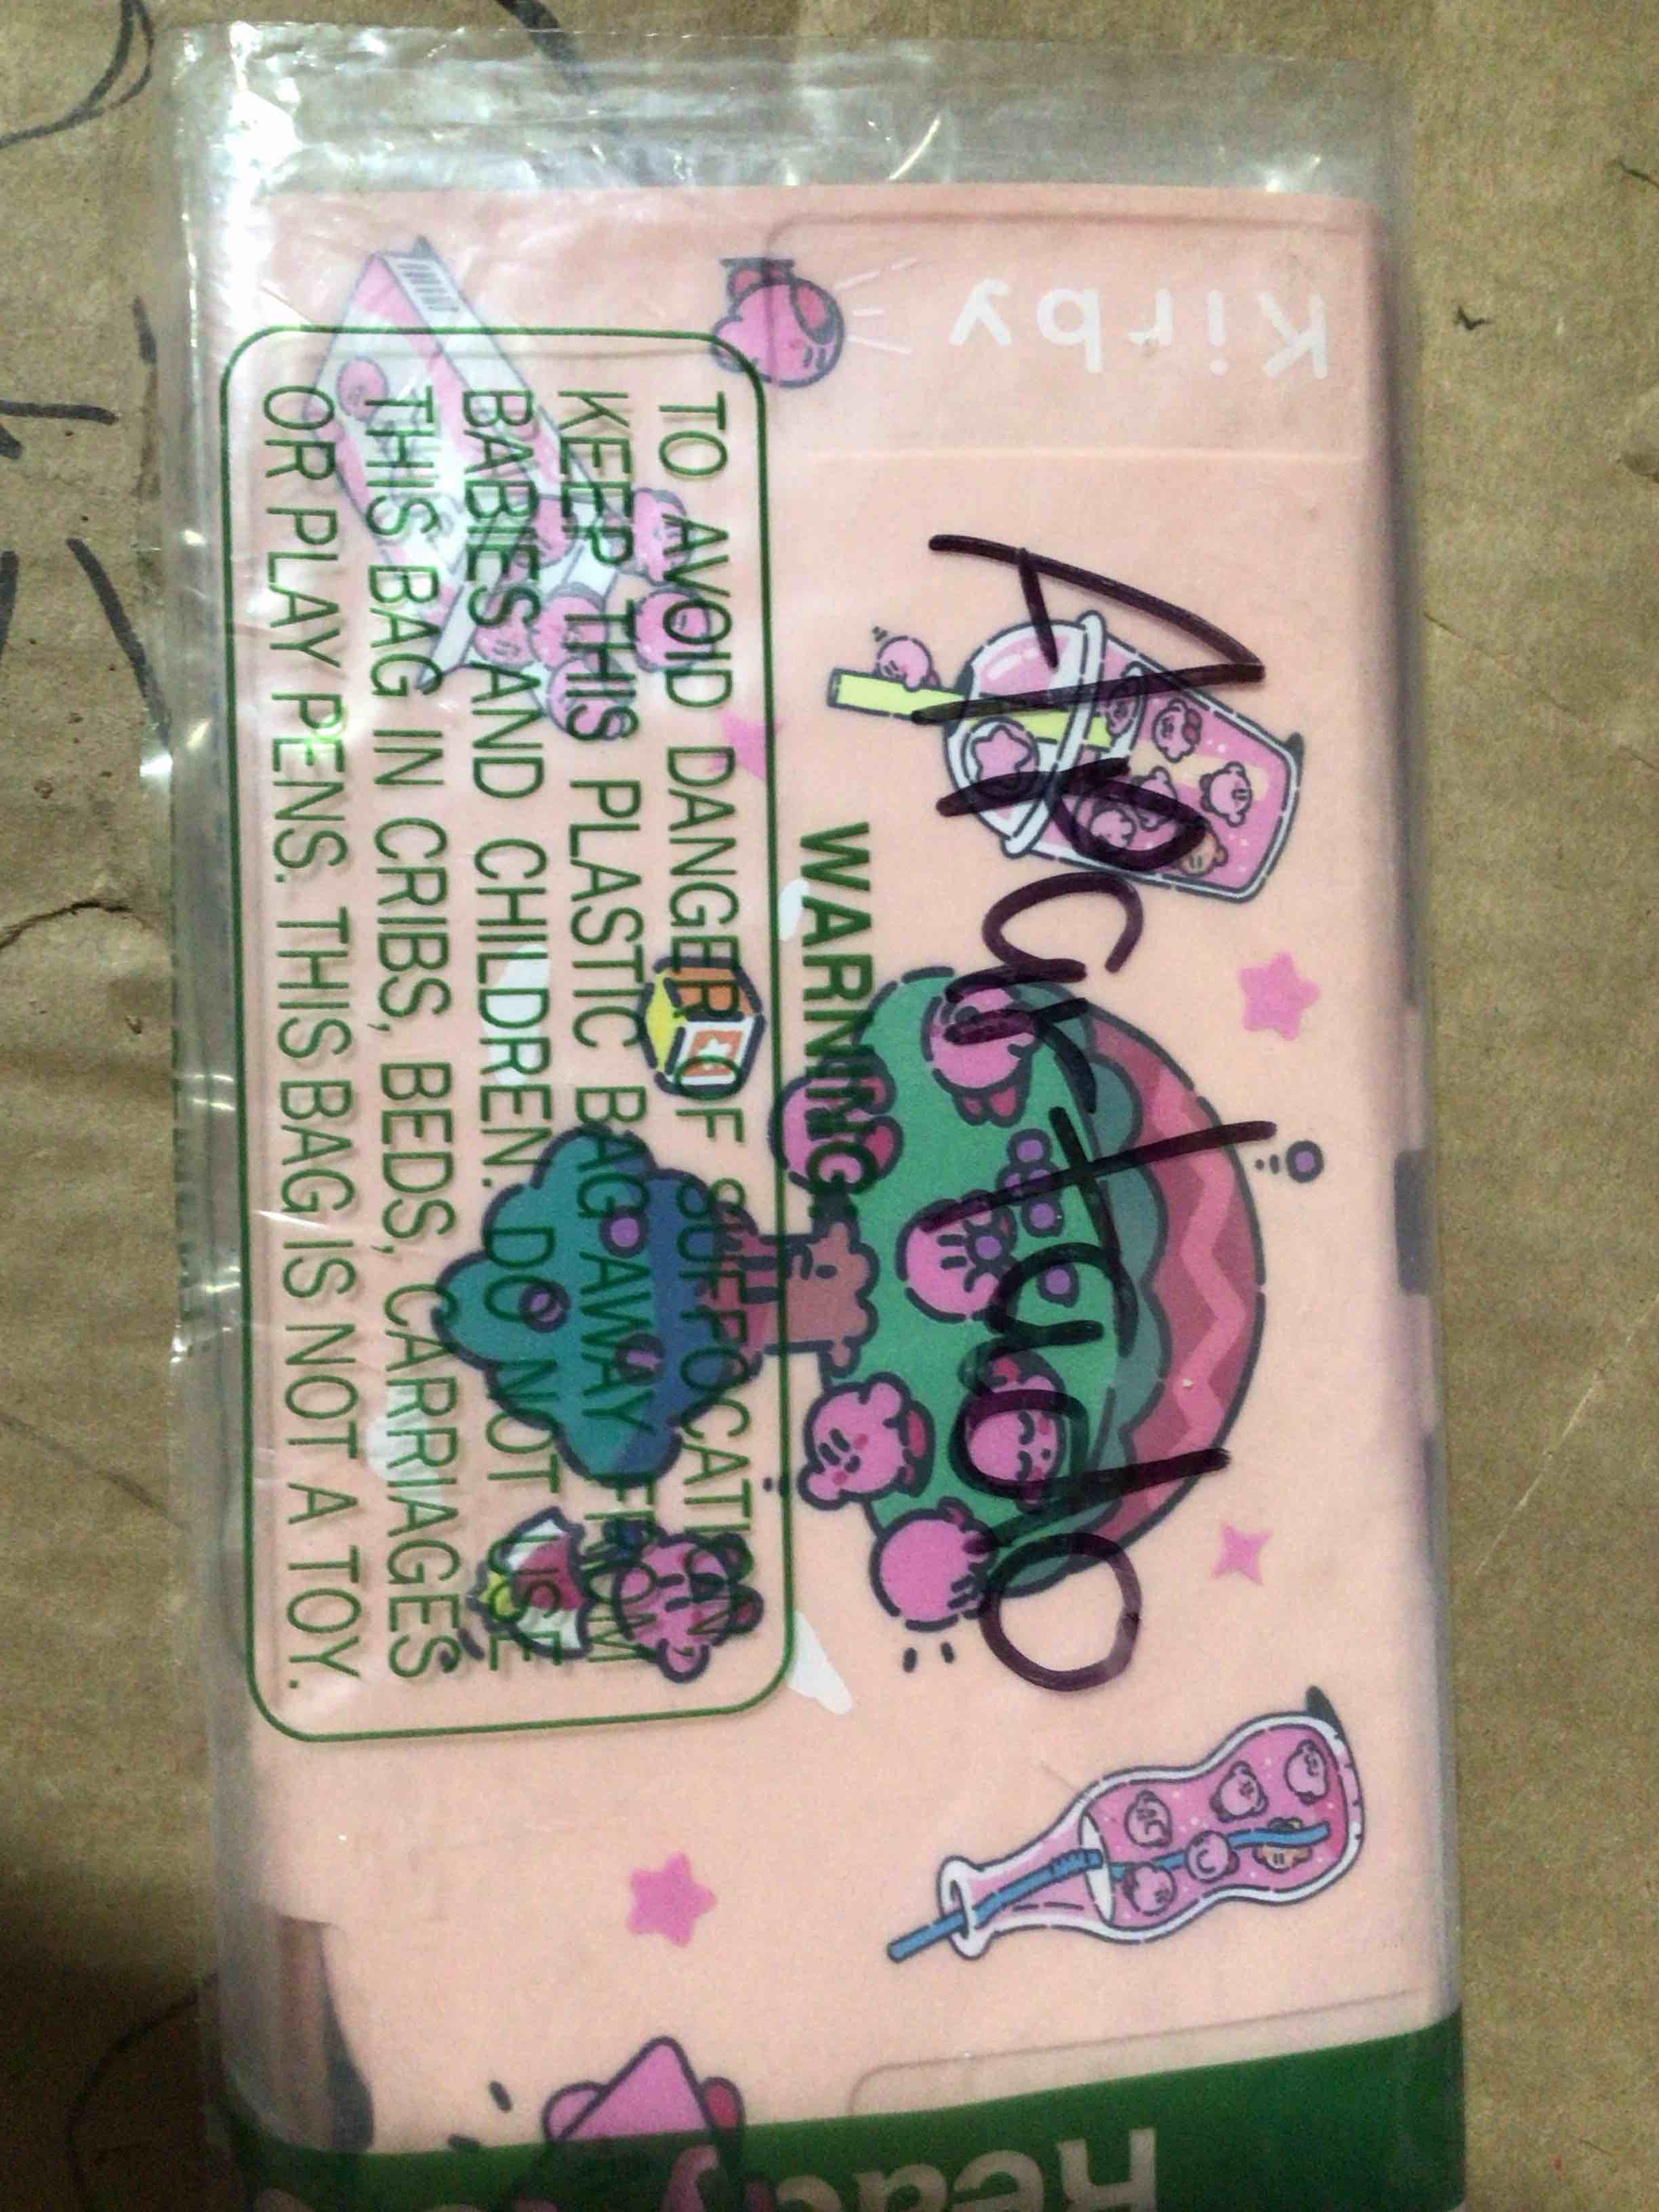 Kirby
Apartado
WARNING
TO AVOID DANGER OF SUFFOCATION,
KEEP THIS PLASTIC BAG AWAY FROM
BABIES AND CHILDREN. DO NOT USE
THIS BAG IN CRIBS, BEDS, CARRIAGES
OR PLAY PENS. THIS BAG IS NOT A TOY.